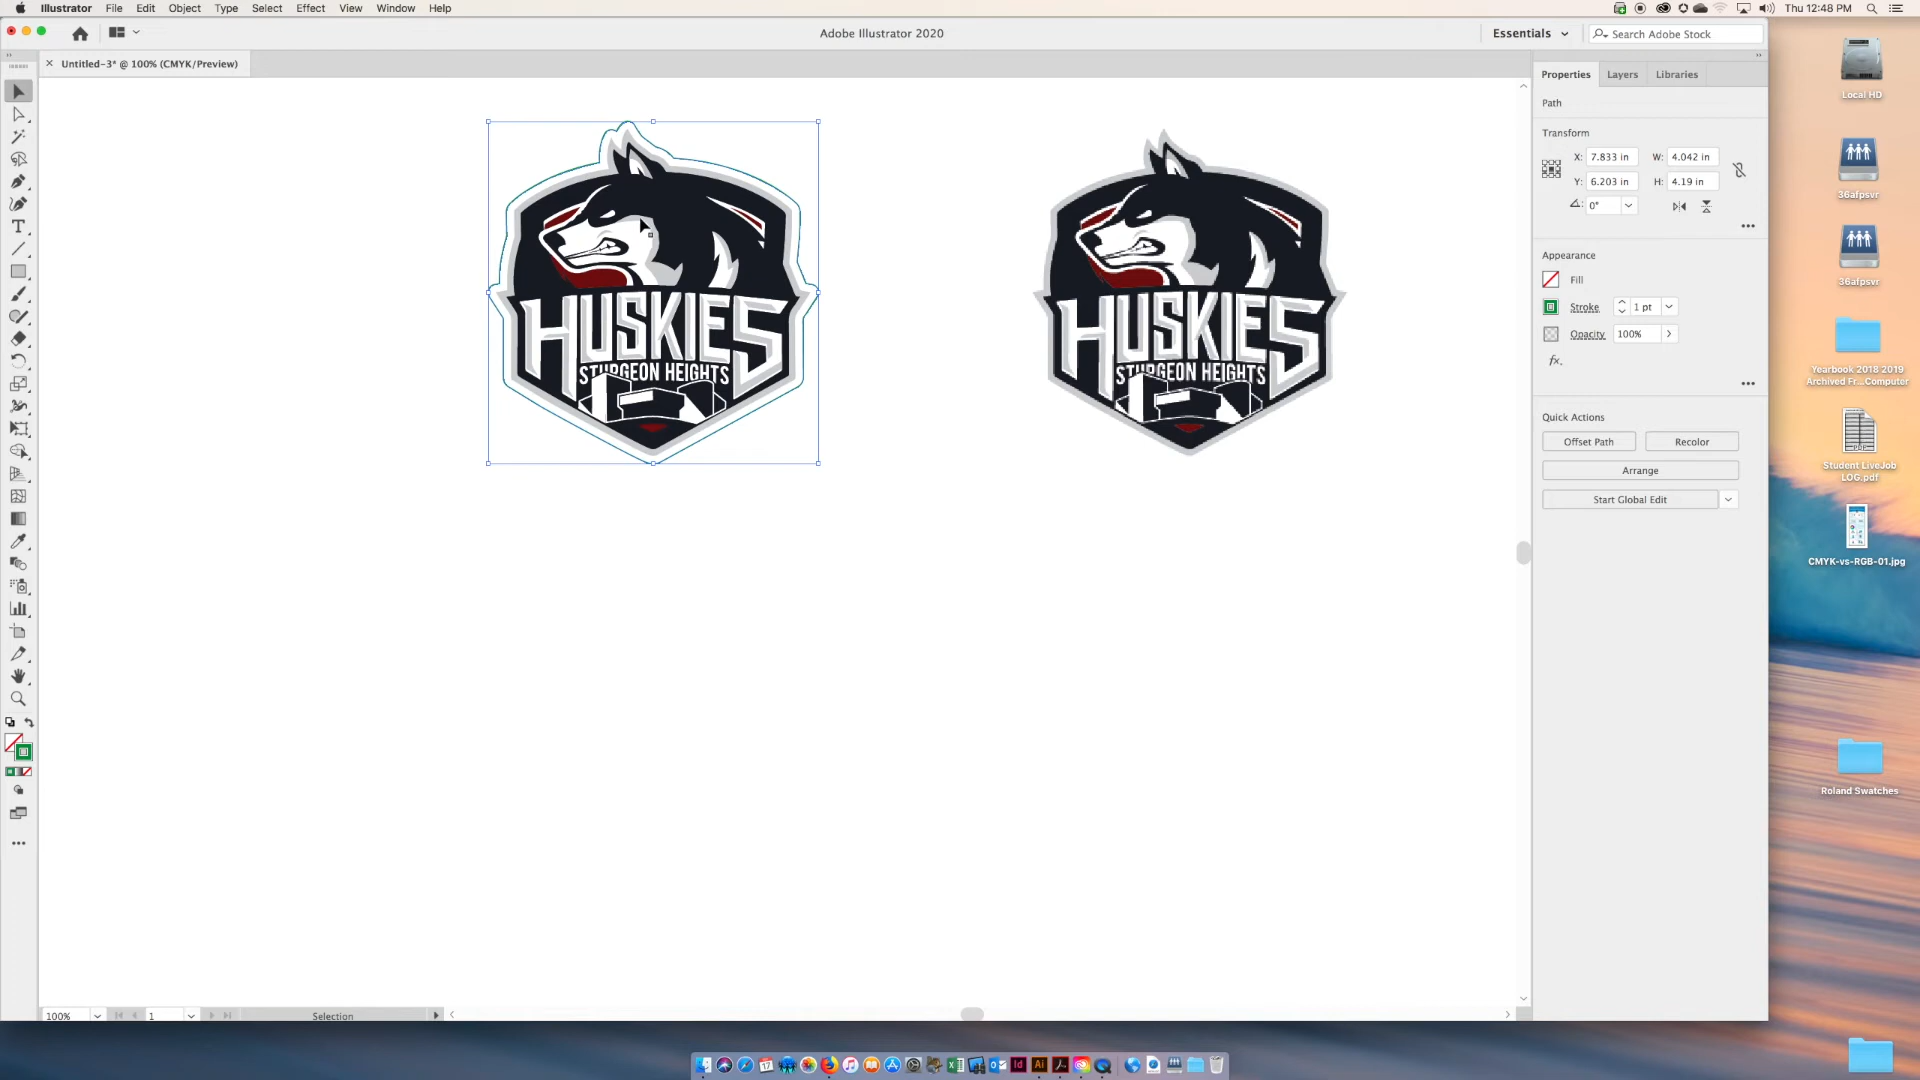 Illustrator File Edit Object Type Select Effect View Window Help
Thu 12:48 PM
Adobe Illustrator 2020
Essentials
Search Adobe Stock
Untitled-3* @ 100% (CMYK/Preview)
Properties Layers Libraries
Path
Transform
X: 7.833 in W: 4.042 in
Y: 6.203 in H: 4.19 in
0°
Appearance
Fill
Stroke 1 pt
Opacity 100%
fx.
Quick Actions
Offset Path Recolor
Arrange
Start Global Edit
HUSKIES
STURGEON HEIGHTS
HUSKIES
STURGEON HEIGHTS
Local HD
36afpsvr
36afpsvr
Yearbook 2018 2019
Archived Fr...Computer
Student LiveJob
LOG.pdf
CMYK-vs-RGB-01.jpg
Roland Swatches
100% 1 Selection
17
Id Ai